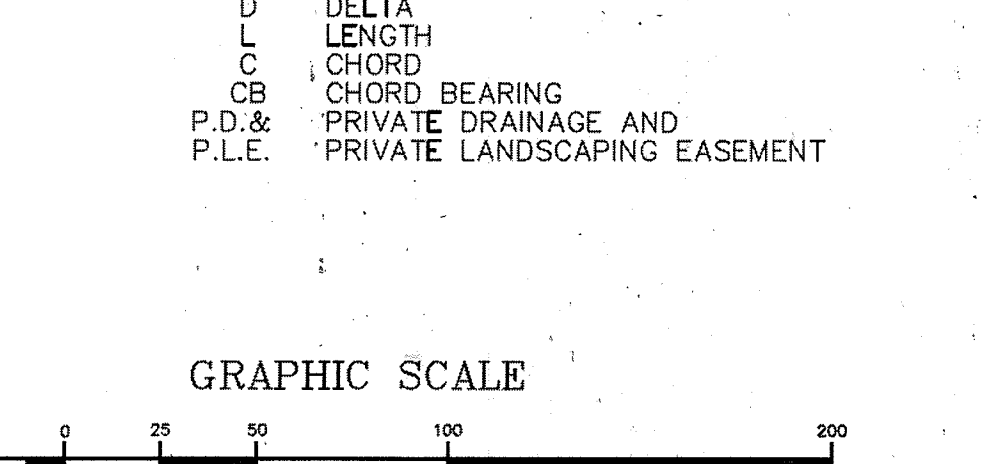 D DELTA
L LENGTH
C CHORD
CB CHORD BEARING
P.D.& PRIVATE DRAINAGE AND
P.L.E. PRIVATE LANDSCAPING EASEMENT
GRAPHIC SCALE
0 25 50 100 200